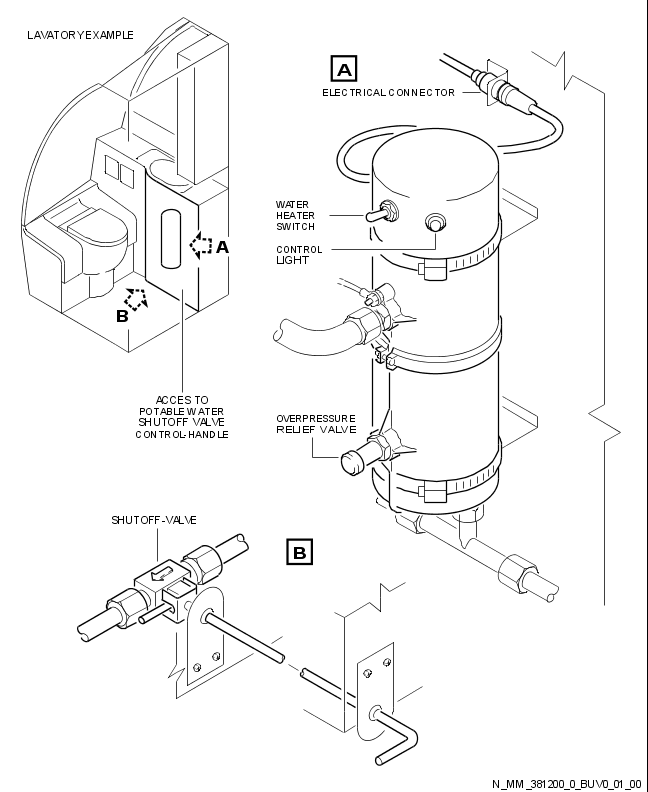 LAVATORY EXAMPLE
A
ELECTRICAL CONNECTOR
WATER
HEATER
SWITCH
CONTROL
LIGHT
A
B
ACCES TO
POTABLE WATER
SHUTOFF VALVE
CONTROL-HANDLE
OVERPRESSURE
RELIEF VALVE
SHUTOFF-VALVE
B
N_MM_381200_0_BUV0_01_00